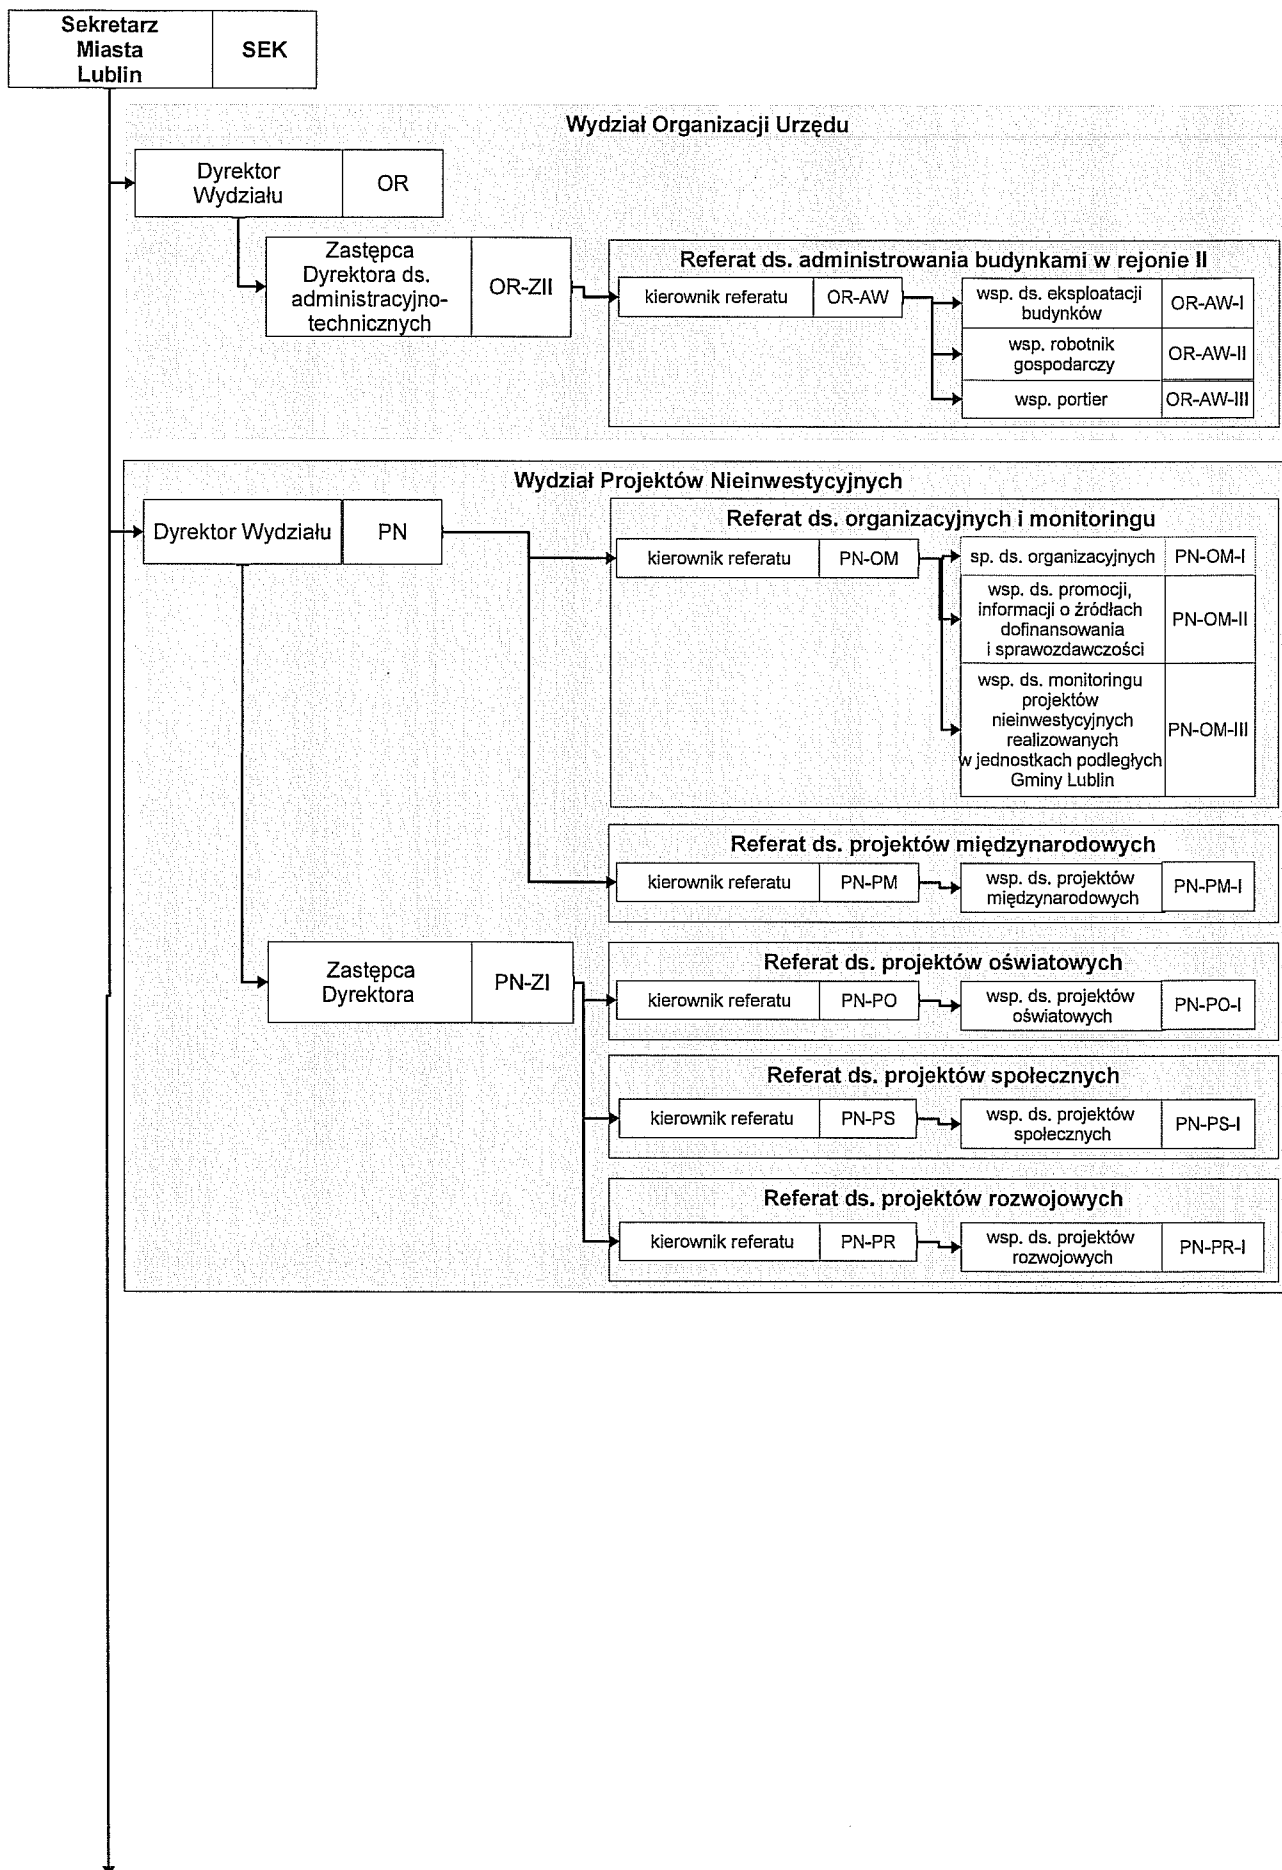 Sekretarz
Miasta
Lublin
SEK
Wydział Organizacji Urzędu
Dyrektor
Wydziału
OR
Zastępca
Dyrektora ds.
administracyjno-
technicznych
OR-ZII
Referat ds. administrowania budynkami w rejonie II
kierownik referatu
OR-AW
wsp. ds. eksploatacji
budynków
OR-AW-I
wsp. robotnik
gospodarczy
OR-AW-II
wsp. portier
OR-AW-III
Wydział Projektów Nieinwestycyjnych
Dyrektor Wydziału
PN
Referat ds. organizacyjnych i monitoringu
kierownik referatu
PN-OM
sp. ds. organizacyjnych
PN-OM-I
wsp. ds. promocji,
informacji o źródłach
dofinansowania
i sprawozdawczości
PN-OM-II
wsp. ds. monitoringu
projektów
nieinwestycyjnych
realizowanych
w jednostkach podległych
Gminy Lublin
PN-OM-III
Referat ds. projektów międzynarodowych
kierownik referatu
PN-PM
wsp. ds. projektów
międzynarodowych
PN-PM-I
Zastępca
Dyrektora
PN-ZI
Referat ds. projektów oświatowych
kierownik referatu
PN-PO
wsp. ds. projektów
oświatowych
PN-PO-I
Referat ds. projektów społecznych
kierownik referatu
PN-PS
wsp. ds. projektów
społecznych
PN-PS-I
Referat ds. projektów rozwojowych
kierownik referatu
PN-PR
wsp. ds. projektów
rozwojowych
PN-PR-I